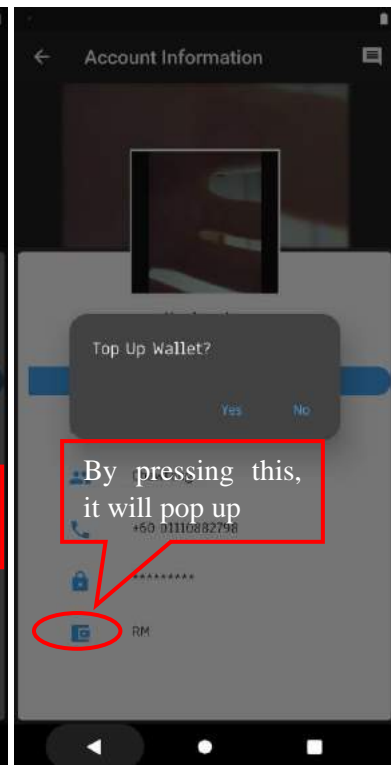 Account Information
Top Up Wallet?
Yes No
By pressing this,
it will pop up
+60 01110882798
*********
RM